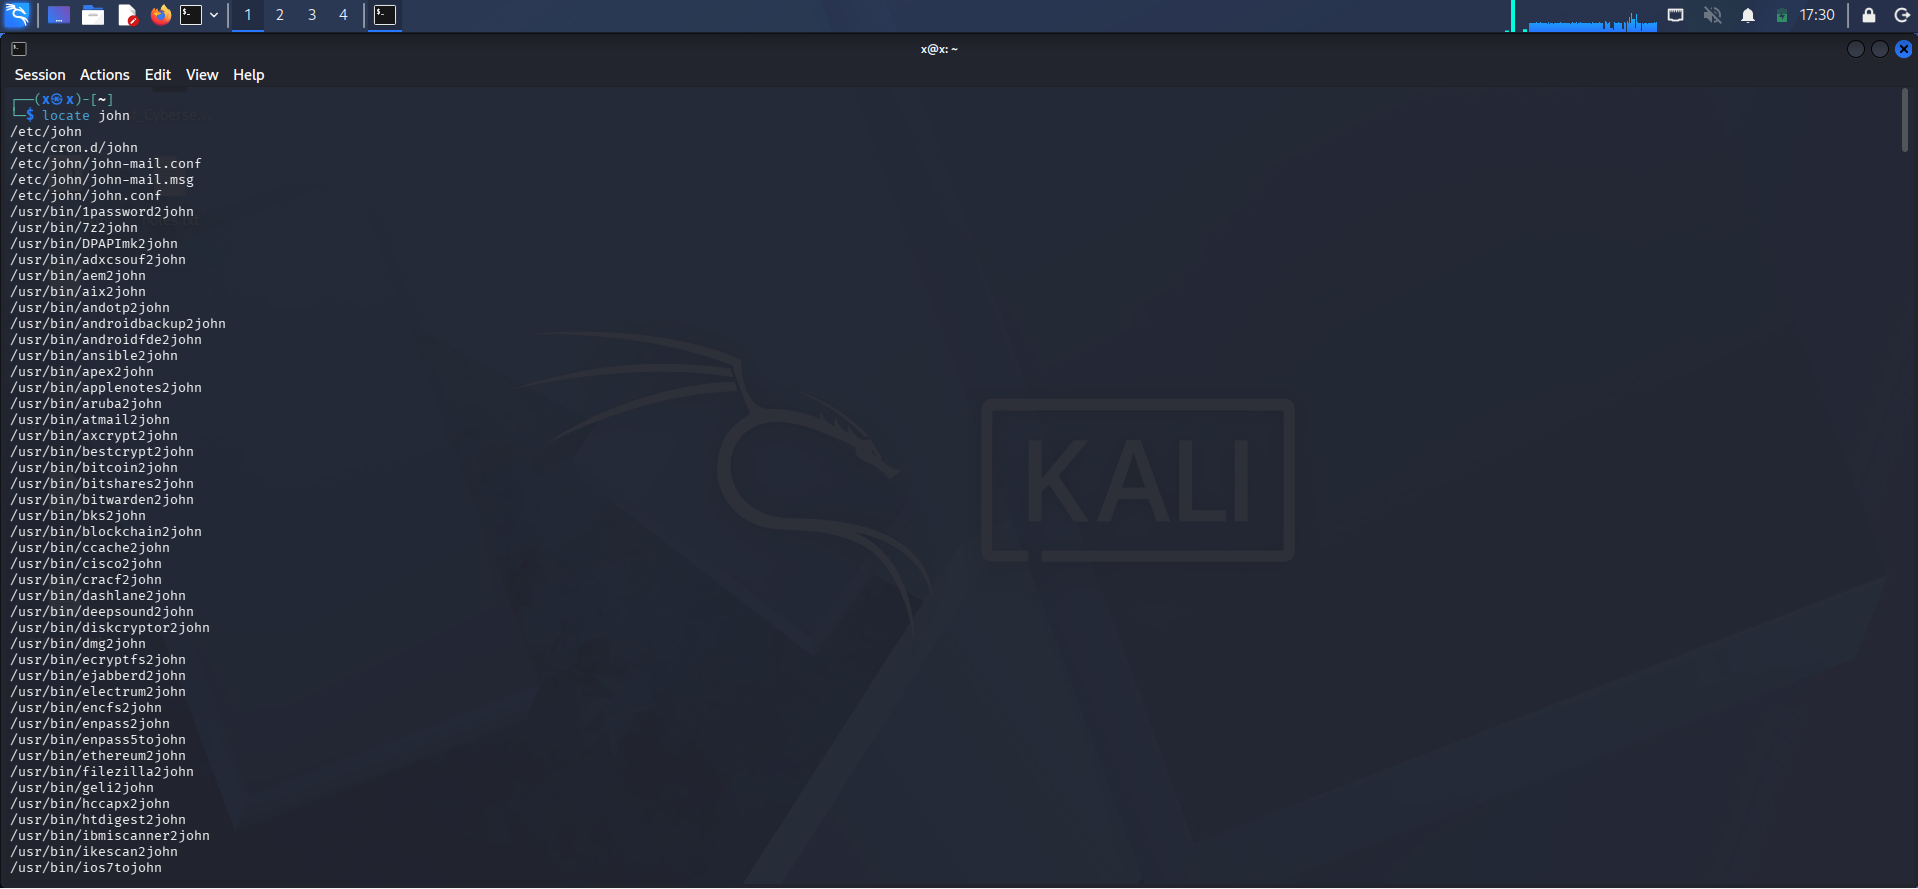 1 2 3 4 17:30
x@x: ~
Session Actions Edit View Help
┌──(x㉿x)-[~]
└─$ locate john
/etc/john
/etc/cron.d/john
/etc/john/john-mail.conf
/etc/john/john-mail.msg
/etc/john/john.conf
/usr/bin/1password2john
/usr/bin/7z2john
/usr/bin/DPAPImk2john
/usr/bin/adxcsouf2john
/usr/bin/aem2john
/usr/bin/aix2john
/usr/bin/andotp2john
/usr/bin/androidbackup2john
/usr/bin/androidfde2john
/usr/bin/ansible2john
/usr/bin/apex2john
/usr/bin/applenotes2john
/usr/bin/aruba2john
/usr/bin/atmail2john
/usr/bin/axcrypt2john
/usr/bin/bestcrypt2john
/usr/bin/bitcoin2john
/usr/bin/bitshares2john
/usr/bin/bitwarden2john
/usr/bin/bks2john
/usr/bin/blockchain2john
/usr/bin/ccache2john
/usr/bin/cisco2john
/usr/bin/cracf2john
/usr/bin/dashlane2john
/usr/bin/deepsound2john
/usr/bin/diskcryptor2john
/usr/bin/dmg2john
/usr/bin/ecryptfs2john
/usr/bin/ejabberd2john
/usr/bin/electrum2john
/usr/bin/encfs2john
/usr/bin/enpass2john
/usr/bin/enpass5tojohn
/usr/bin/ethereum2john
/usr/bin/filezilla2john
/usr/bin/geli2john
/usr/bin/hccapx2john
/usr/bin/htdigest2john
/usr/bin/ibmiscanner2john
/usr/bin/ikescan2john
/usr/bin/ios7tojohn
KALI